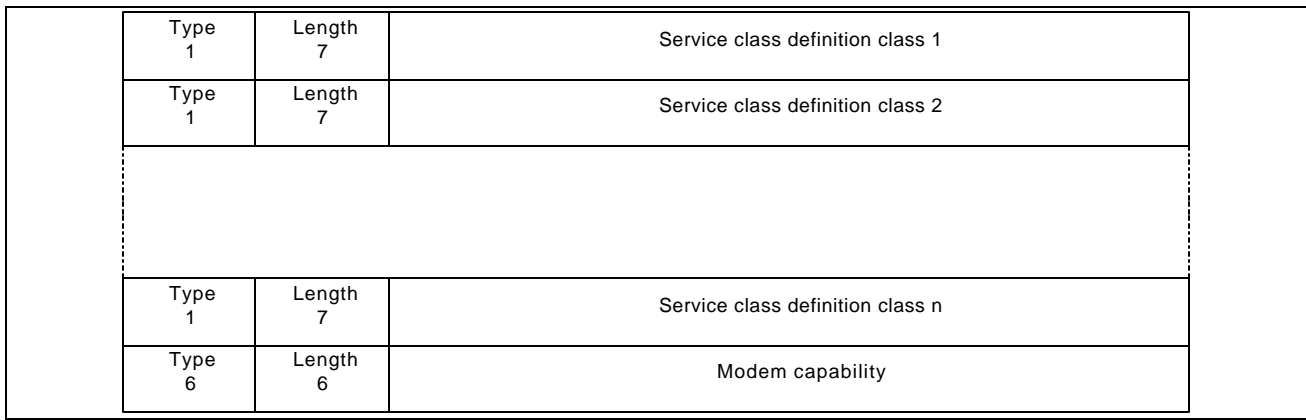 Type Length
1 7 Service class definition class 1
Type Length
1 7 Service class definition class 2
Type Length
1 7 Service class definition class n
Type Length
6 6 Modem capability